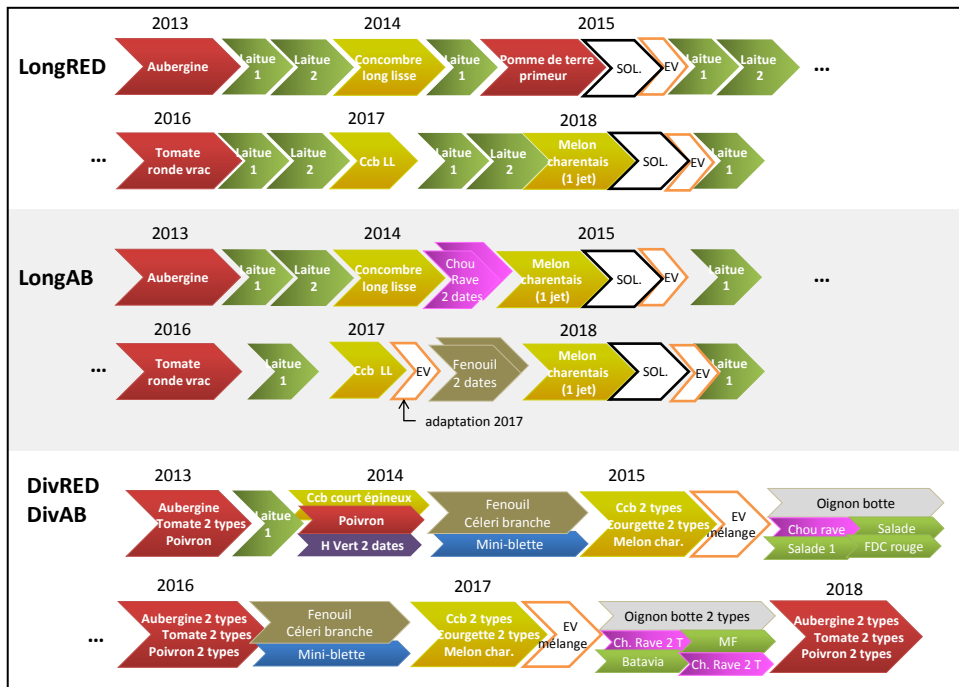 2013 2014 2015
LongRED
Aubergine
Laitue
1
Laitue
2
Concombre
long lisse
Laitue
1
Pomme de terre
primeur
SOL.
EV
Laitue
1
Laitue
2
...
2016 2017 2018
...
Tomate
ronde vrac
Laitue
1
Laitue
2
Ccb LL
Laitue
1
Laitue
2
Melon
charentais
(1 jet)
SOL.
EV
Laitue
1
2013 2014 2015
LongAB
Aubergine
Laitue
1
Laitue
2
Concombre
long lisse
Chou
Rave
2 dates
Melon
charentais
(1 jet)
SOL.
EV
Laitue
1
...
2016 2017 2018
...
Tomate
ronde vrac
Laitue
1
Ccb LL
EV
Fenouil
2 dates
Melon
charentais
(1 jet)
SOL.
EV
Laitue
1
adaptation 2017
2013 2014 2015
DivRED
DivAB
Aubergine
Tomate 2 types
Poivron
Laitue
1
Ccb court épineux
Poivron
H Vert 2 dates
Fenouil
Céleri branche
Mini-blette
Ccb 2 types
Courgette 2 types
Melon char.
EV
mélange
Oignon botte
Chou rave
Salade
Salade 1
FDC rouge
2016 2017 2018
...
Aubergine 2 types
Tomate 2 types
Poivron 2 types
Fenouil
Céleri branche
Mini-blette
Ccb 2 types
Courgette 2 types
Melon char.
EV
mélange
Oignon botte 2 types
Ch. Rave 2 T
MF
Batavia
Ch. Rave 2 T
Aubergine 2 types
Tomate 2 types
Poivron 2 types